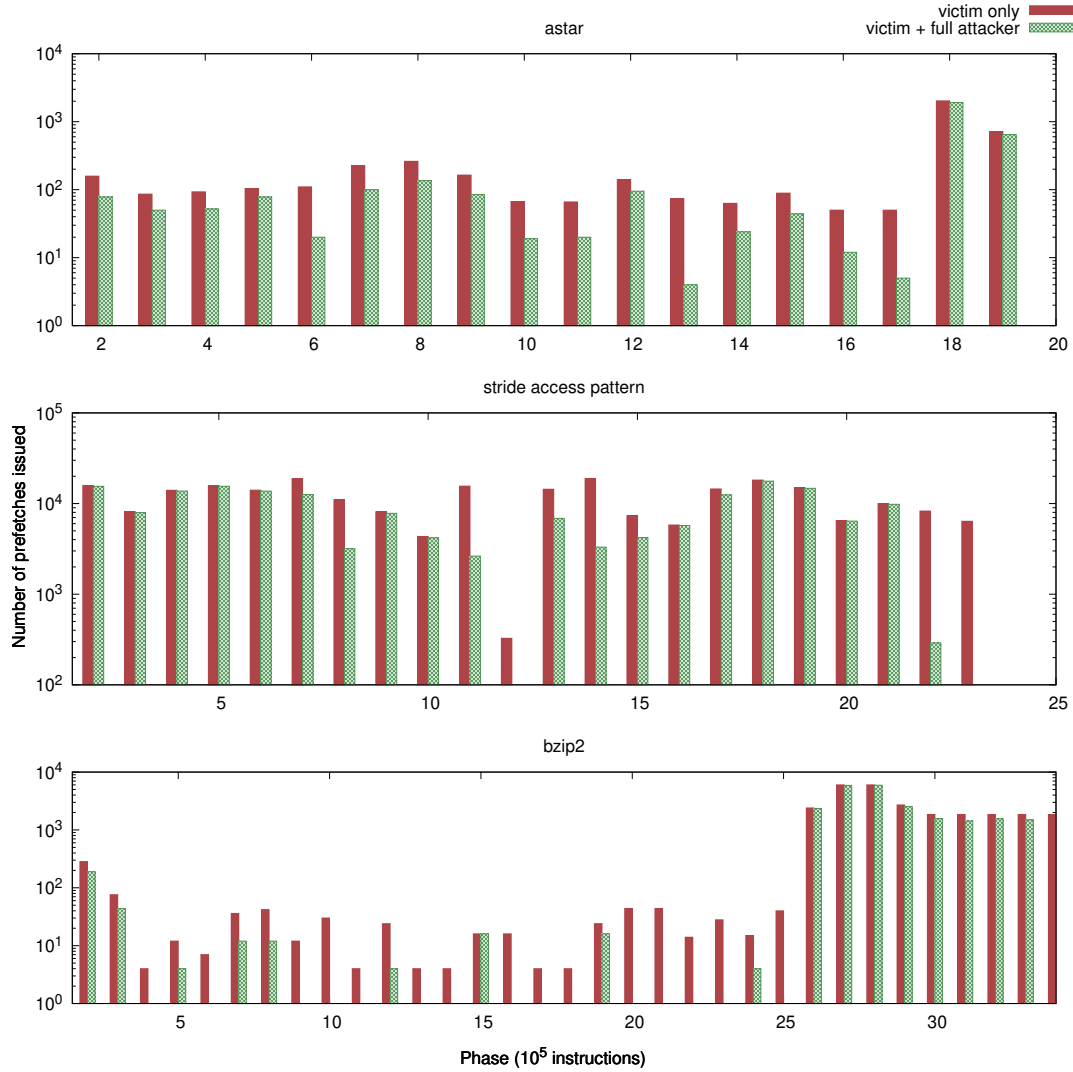 victim only
victim + full attacker
astar
10^4
10^3
10^2
10^1
10^0
2 4 6 8 10 12 14 16 18 20
stride access pattern
Number of prefetches issued
10^5
10^4
10^3
10^2
5 10 15 20 25
bzip2
10^4
10^3
10^2
10^1
10^0
5 10 15 20 25 30
Phase (10^5 instructions)